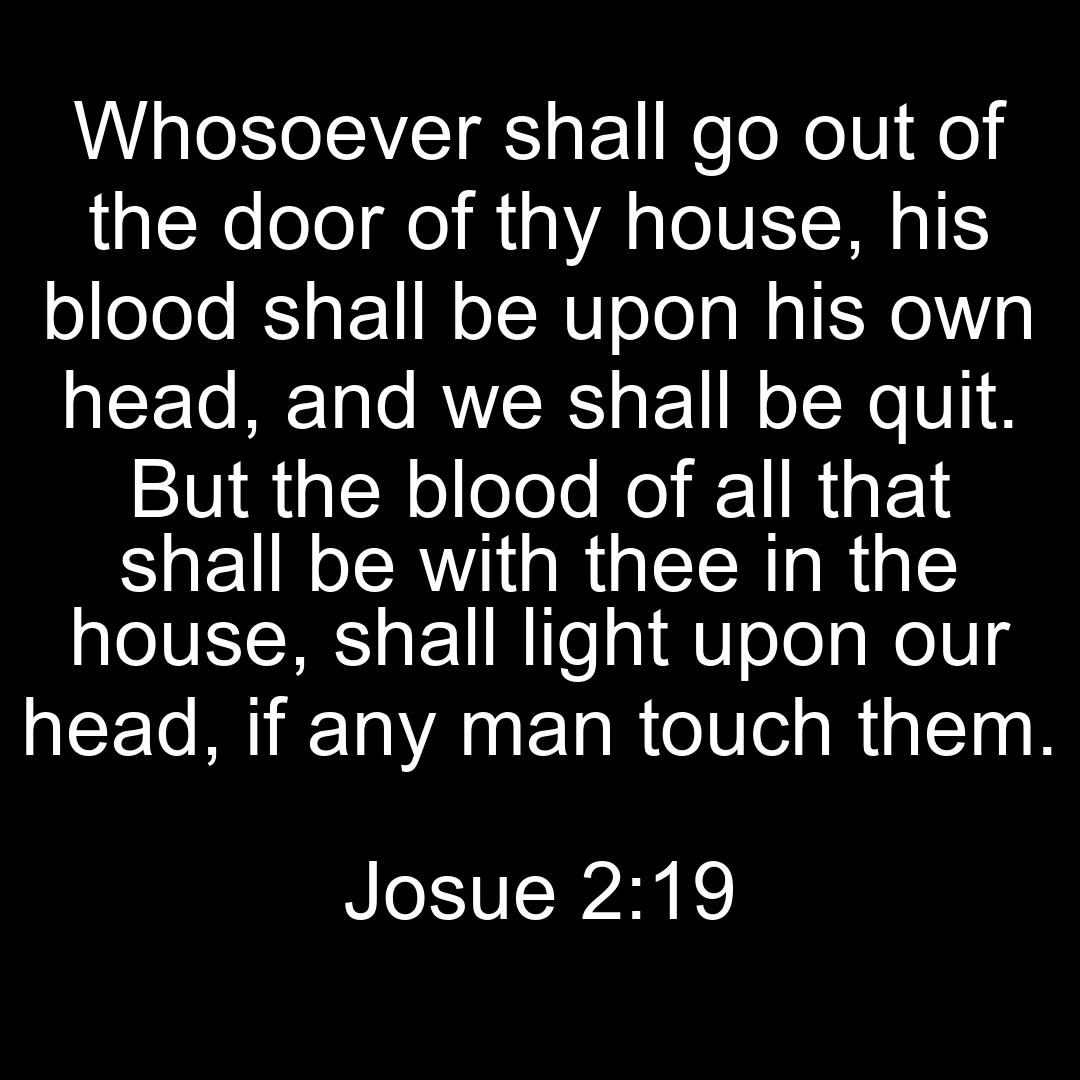 Whosoever shall go out of
the door of thy house, his
blood shall be upon his own
head, and we shall be quit.
But the blood of all that
shall be with thee in the
house, shall light upon our
head, if any man touch them.
Josue 2:19